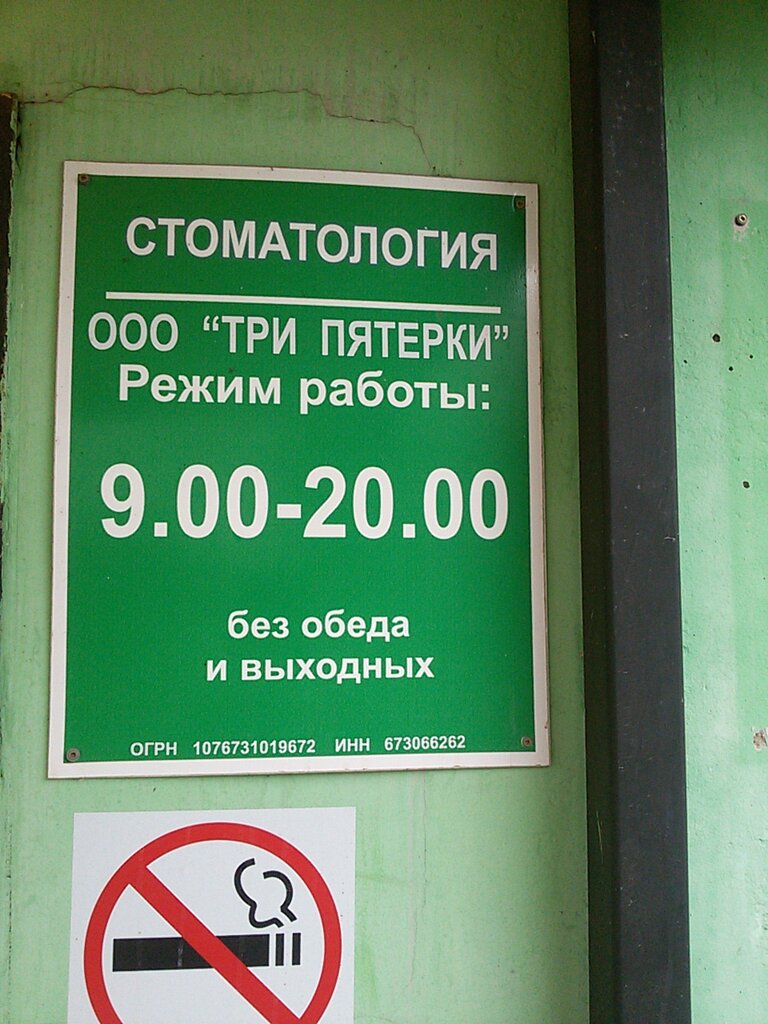 СТОМАТОЛОГИЯ
ООО “ТРИ ПЯТЕРКИ”
Режим работы:
9.00-20.00
без обеда
и выходных
ОГРН 1076731019672 ИНН 673066262